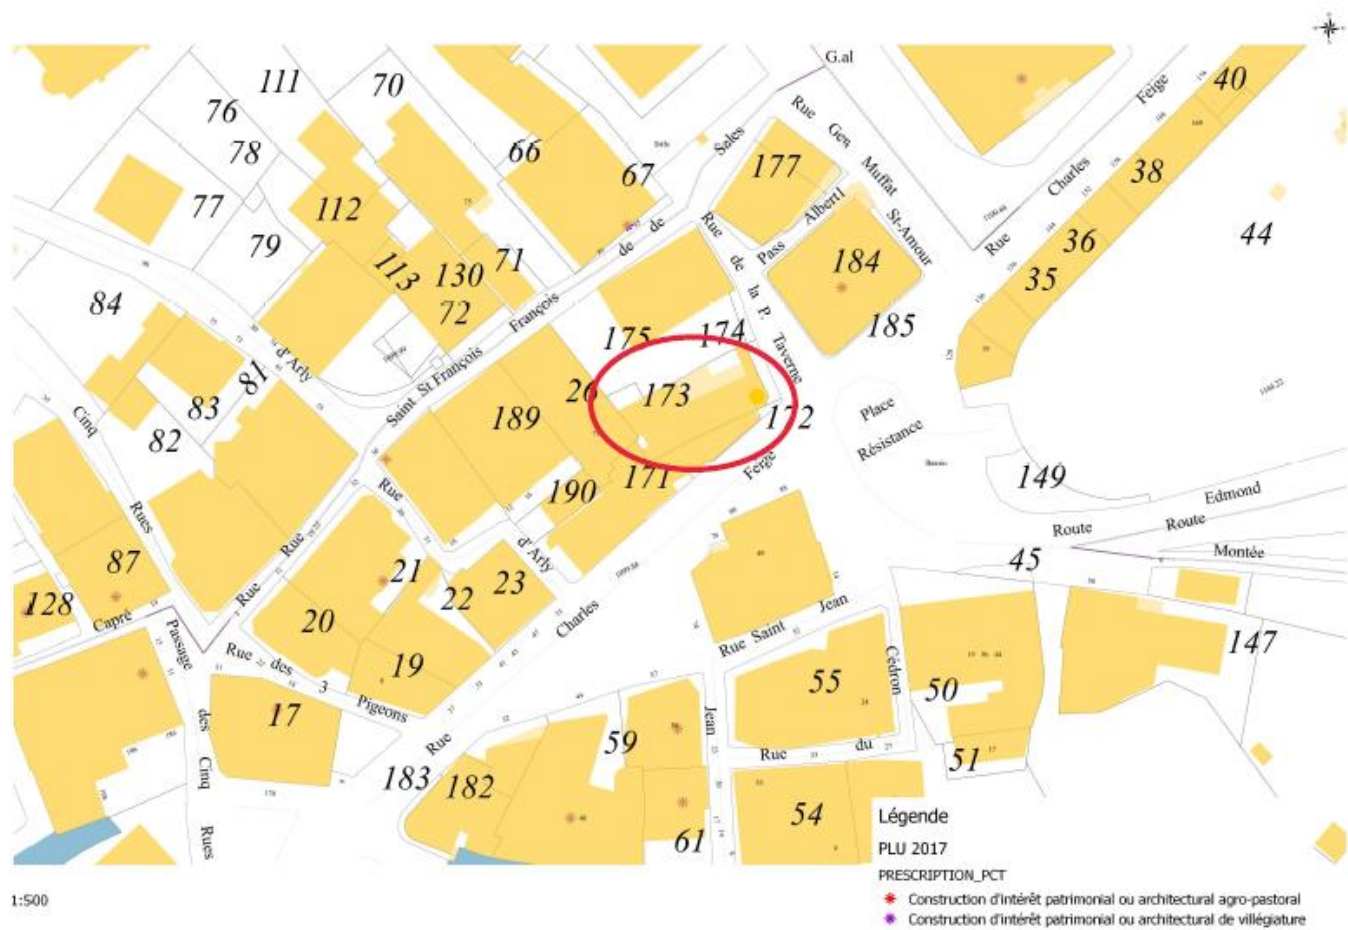 G.al
111
70
40
76
Rue Gen Muffat St-Amour
Feige
66
Sales
78
177
38
67
Charles
77
112
Albert1
Pass
Rue
79
de de
Rue de la P. Taverne
44
113
130
71
184
36
35
84
François
72
175
174
185
d'Arly
Saint St François
81
26
173
Cinq
83
189
172
Place
82
Résistance
Ferge
171
149
190
Rue
Edmond
Rues
Route
Route
Rue
d'Arly
Montée
87
21
45
22
23
128
Rue
Charles
Jean
Capré
20
Rue Saint
Passage
147
Rue des 3 Pigeons
19
55
Cédron
50
17
Jean
des
Rue
59
Rue du
51
183
182
Cinq
54
61
Rues
Légende
PLU 2017
PRESCRIPTION_PCT
1:500
Construction d'intérêt patrimonial ou architectural agro-pastoral
Construction d'intérêt patrimonial ou architectural de villégiature